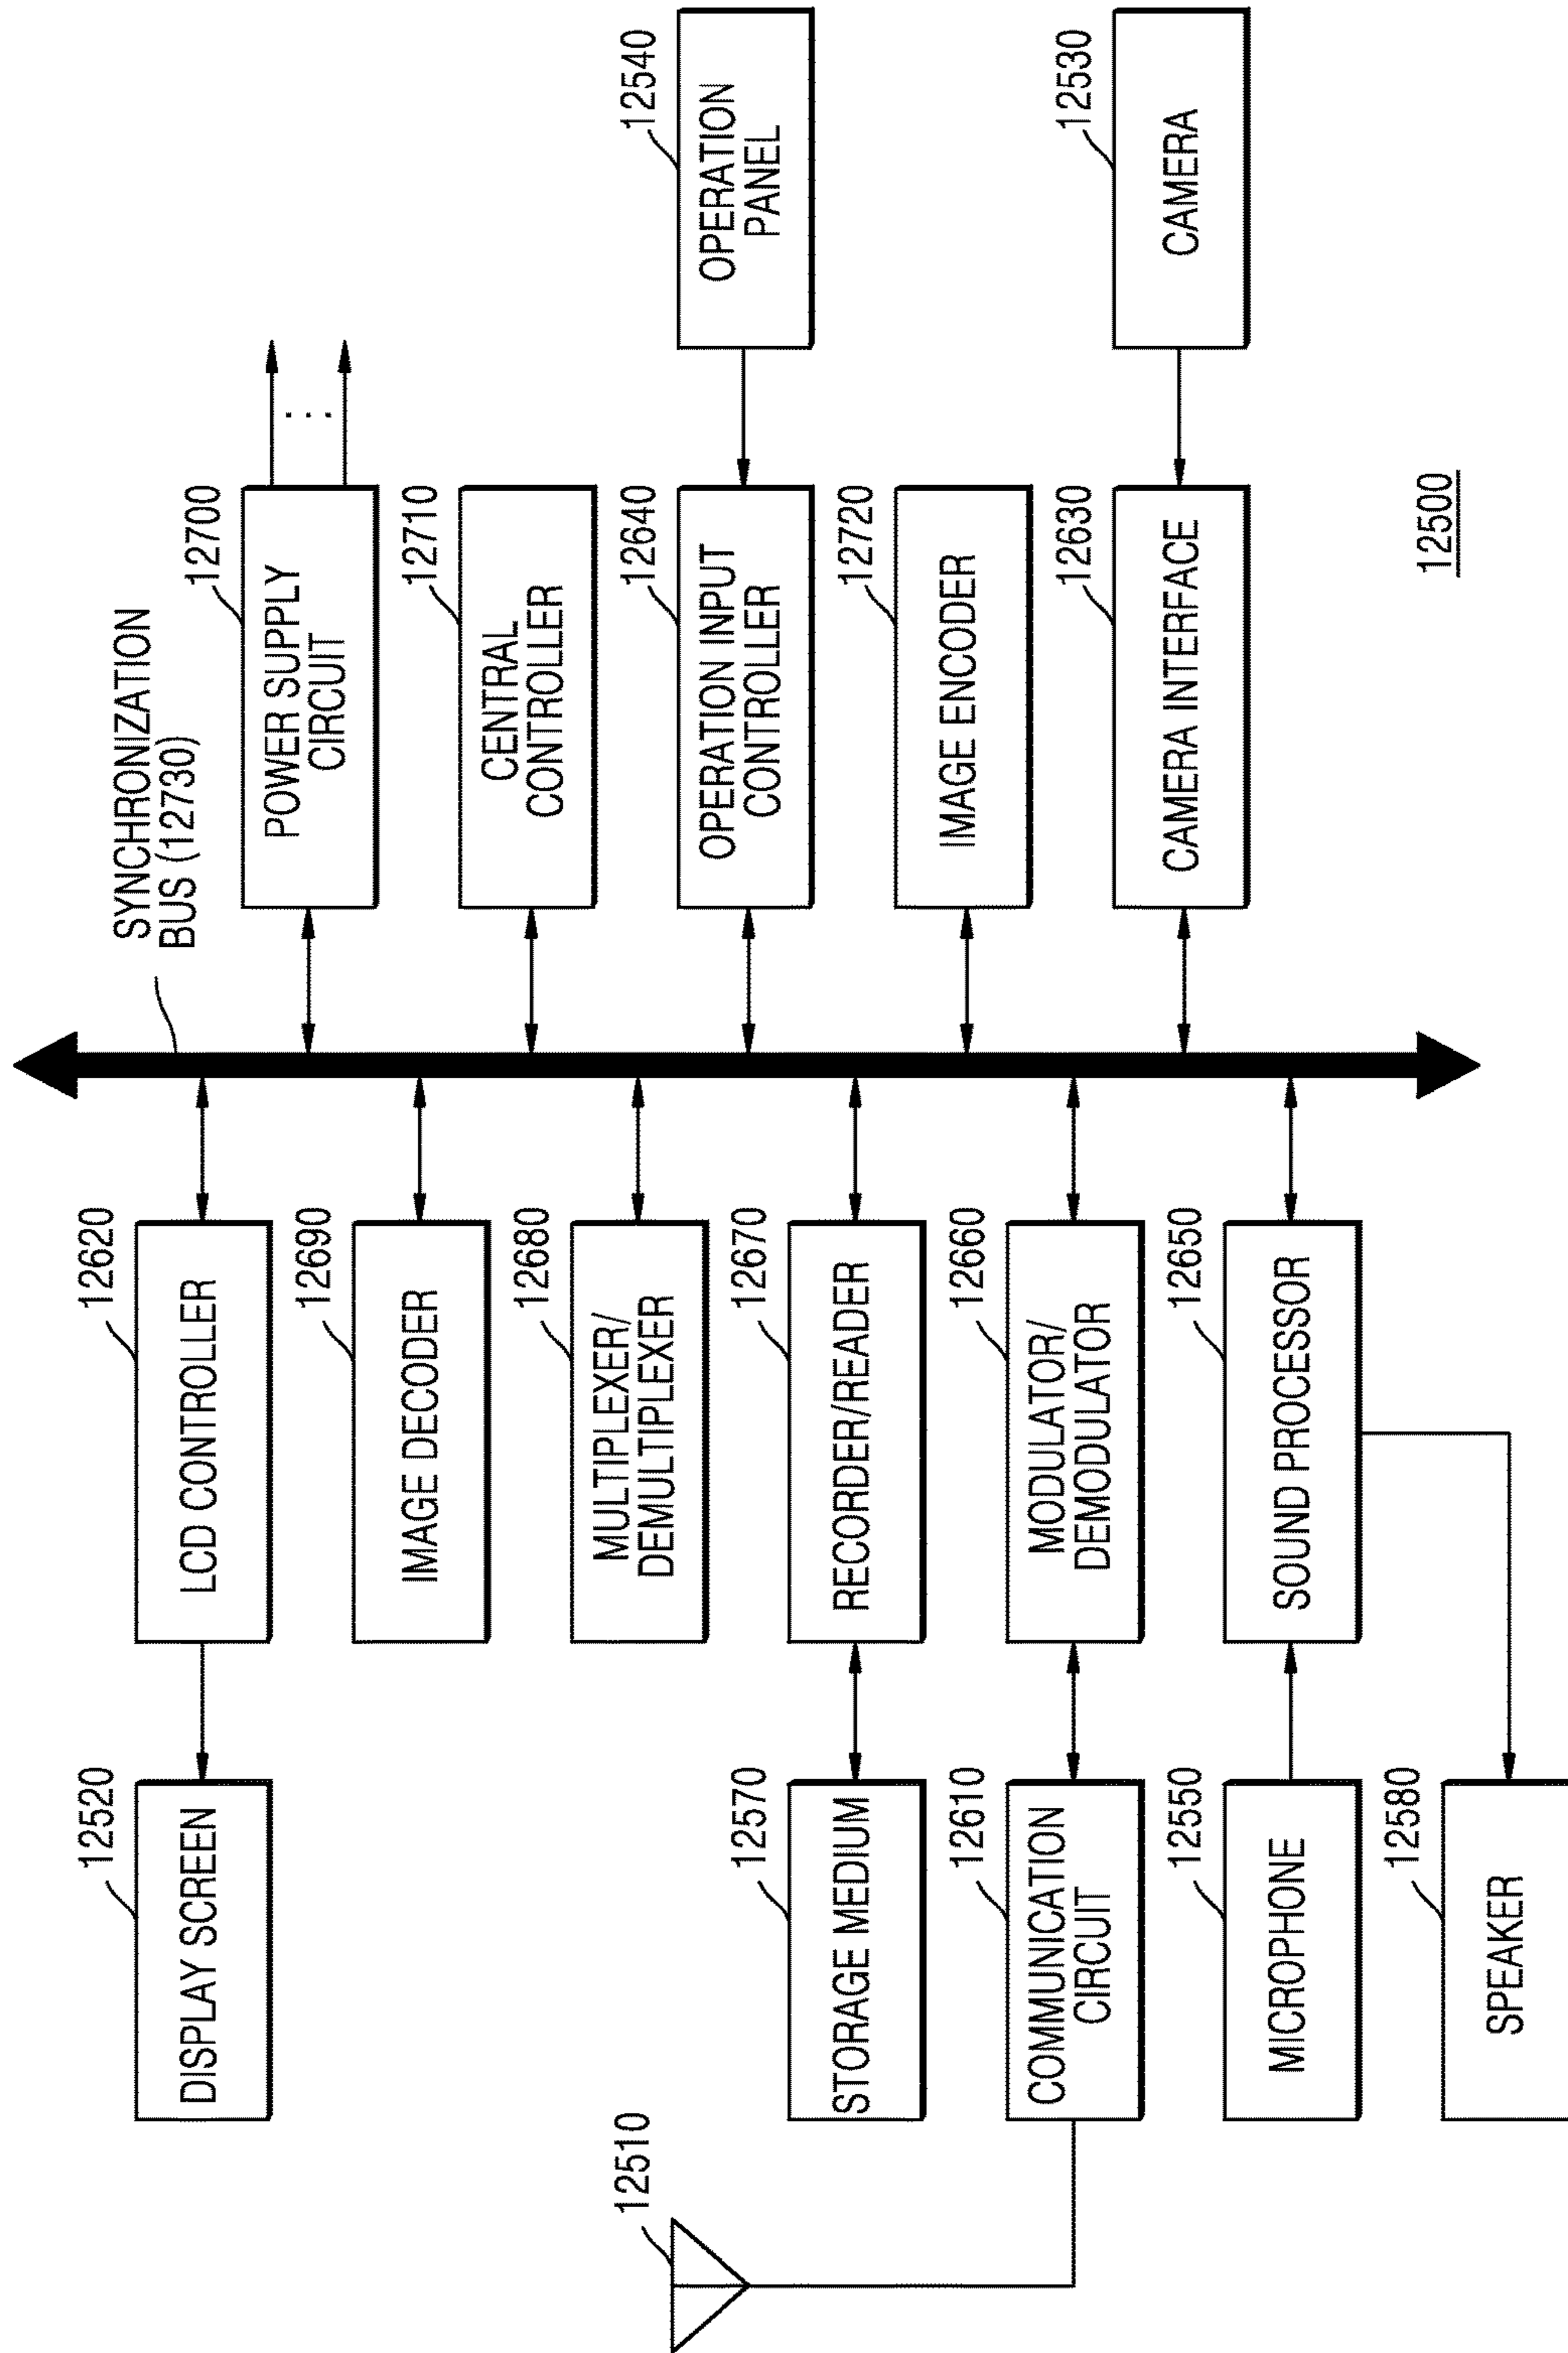 SYNCHRONIZATION
BUS (12730)
12520
DISPLAY SCREEN
12620
LCD CONTROLLER
12700
POWER SUPPLY
CIRCUIT
12690
IMAGE DECODER
12710
CENTRAL
CONTROLLER
12680
MULTIPLEXER/
DEMULTIPLEXER
12640
OPERATION INPUT
CONTROLLER
12540
OPERATION
PANEL
12510
12570
STORAGE MEDIUM
12670
RECORDER/READER
12720
IMAGE ENCODER
12610
COMMUNICATION
CIRCUIT
12660
MODULATOR/
DEMODULATOR
12630
CAMERA INTERFACE
12530
CAMERA
12550
MICROPHONE
12650
SOUND PROCESSOR
12580
SPEAKER
12500